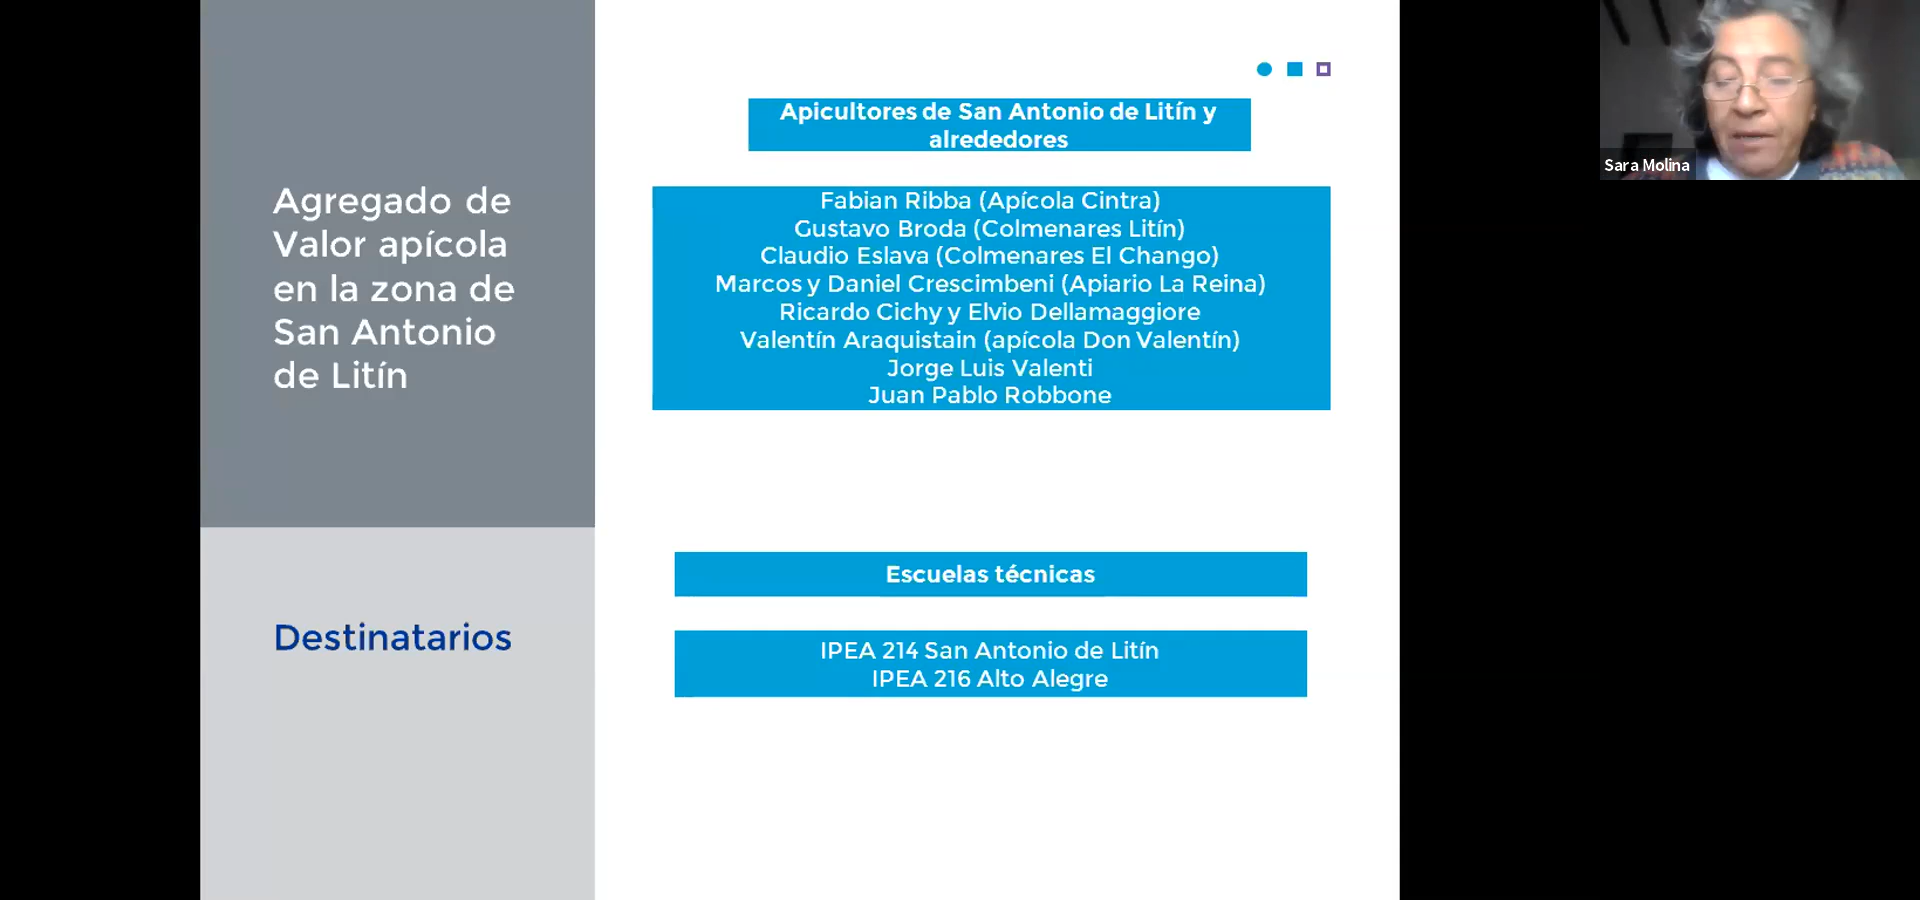 Agregado de
Valor apícola
en la zona de
San Antonio
de Litín
Destinatarios
Apicultores de San Antonio de Litín y
alrededores
Fabian Ribba (Apícola Cintra)
Gustavo Broda (Colmenares Litín)
Claudio Eslava (Colmenares El Chango)
Marcos y Daniel Crescimbeni (Apiario La Reina)
Ricardo Cichy y Elvio Dellamaggiore
Valentín Araquistain (apícola Don Valentín)
Jorge Luis Valenti
Juan Pablo Robbone
Escuelas técnicas
IPEA 214 San Antonio de Litín
IPEA 216 Alto Alegre
Sara Molina